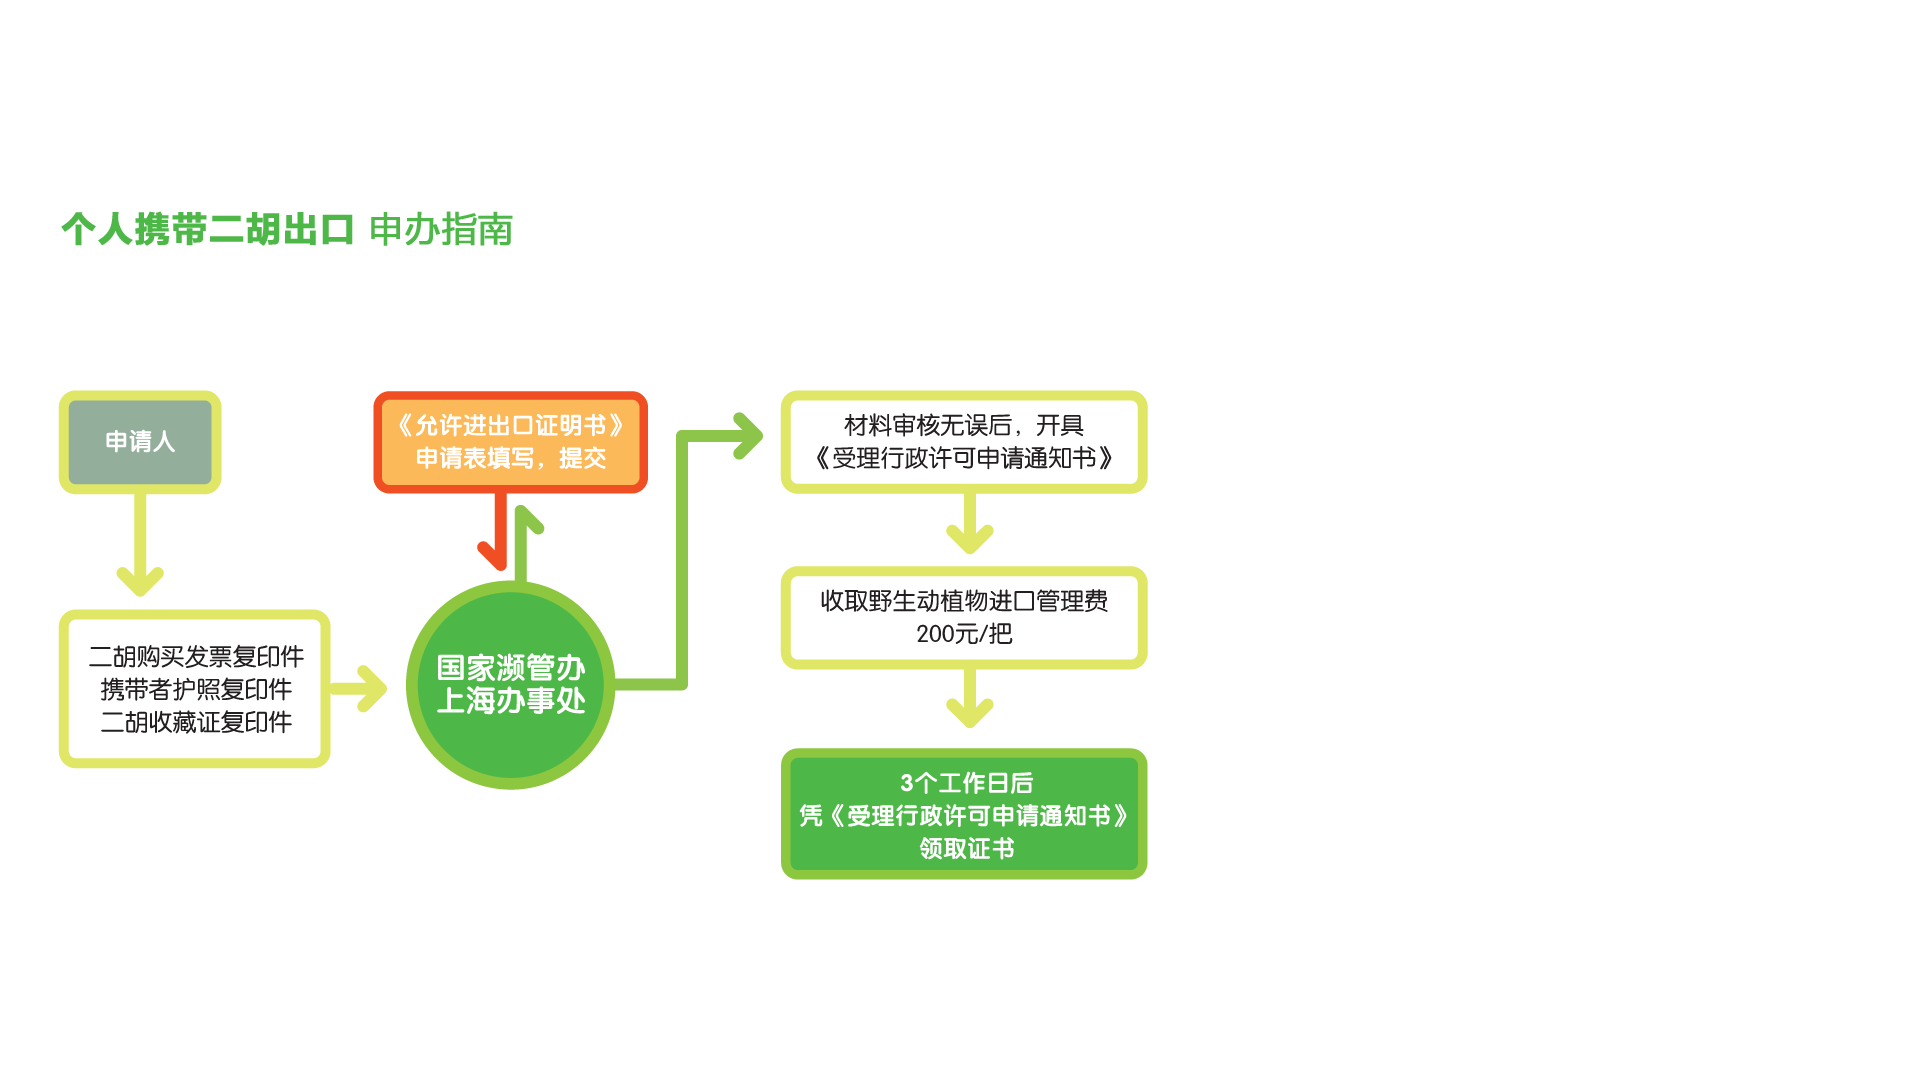 个人携带二胡出口 申办指南
申请人
二胡购买发票复印件
携带者护照复印件
二胡收藏证复印件
《允许进出口证明书》
申请表填写，提交
国家濒管办
上海办事处
材料审核无误后，开具
《受理行政许可申请通知书》
收取野生动植物进口管理费
200元/把
3个工作日后
凭《受理行政许可申请通知书》
领取证书